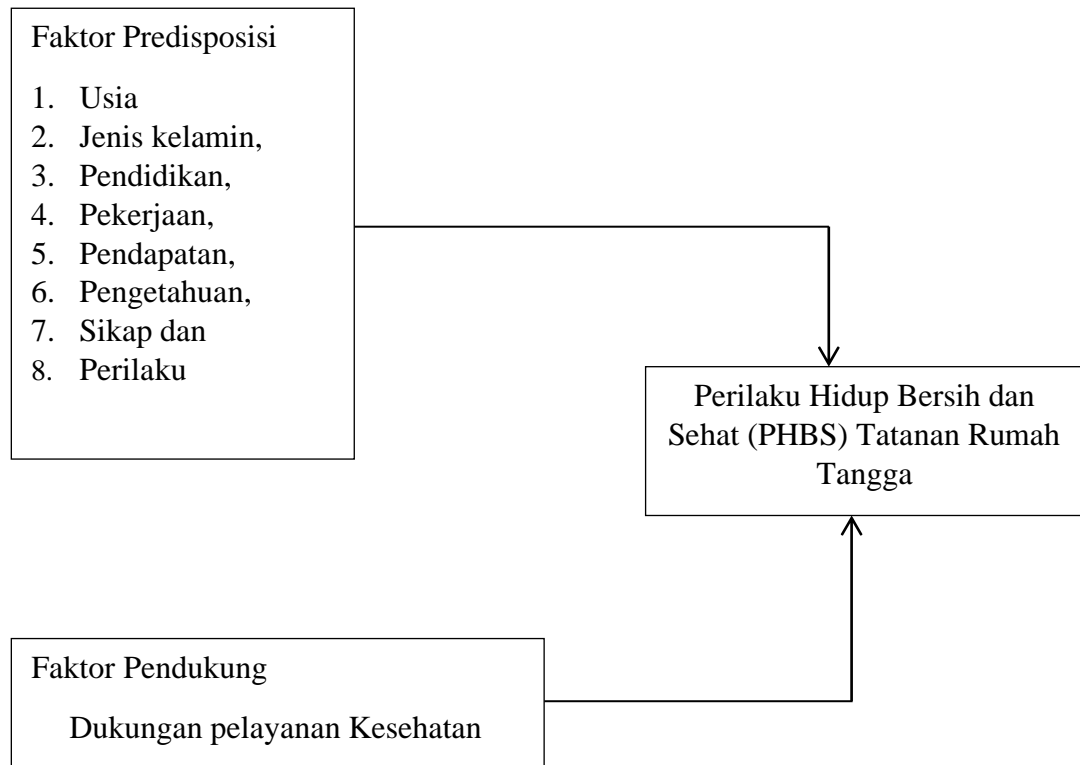 Faktor Predisposisi
1. Usia
2. Jenis kelamin,
3. Pendidikan,
4. Pekerjaan,
5. Pendapatan,
6. Pengetahuan,
7. Sikap dan
8. Perilaku
Perilaku Hidup Bersih dan
Sehat (PHBS) Tatanan Rumah
Tangga
Faktor Pendukung
Dukungan pelayanan Kesehatan